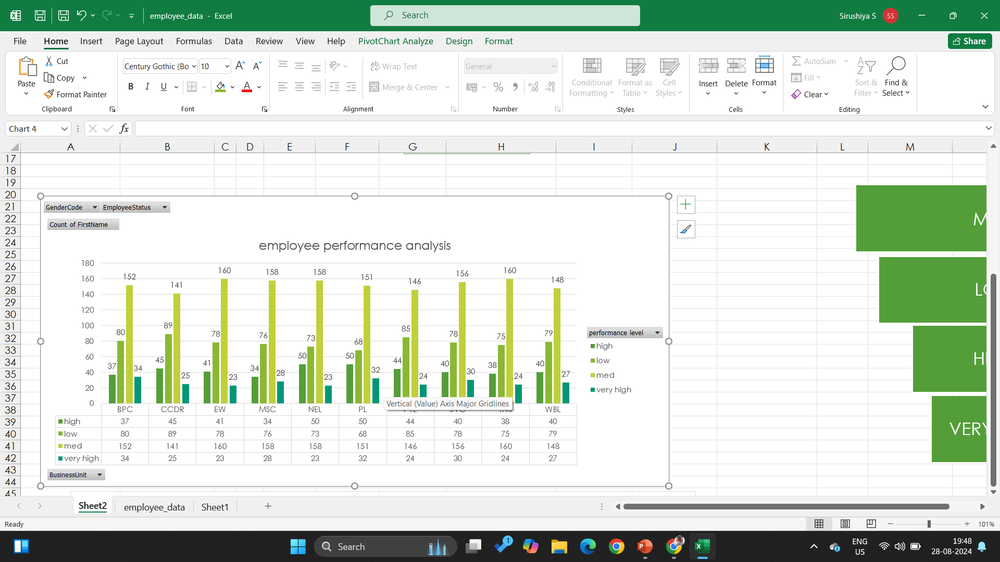 employee_data - Excel
Search
Sirushiya S
SS
File Home Insert Page Layout Formulas Data Review View Help PivotChart Analyze Design Format
Share
Paste
Cut
Copy
Format Painter
Clipboard
Century Gothic (Bo
10
B I U
Font
Wrap Text
Merge & Center
Alignment
General
Number
Conditional Formatting
Format as Table
Cell Styles
Styles
Insert
Delete
Format
Cells
AutoSum
Fill
Clear
Sort & Filter
Find & Select
Editing
Chart 4
fx
A B C D E F G H I J K L M
17
18
19
20
21
22
23
24
25
26
27
28
29
30
31
32
33
34
35
36
37
38
39
40
41
42
43
44
45
GenderCode EmployeeStatus
Count of FirstName
employee performance analysis
180
160
140
120
100
80
60
40
20
0
37 80 152 34
45 89 141 25
41 78 160 23
34 76 158 28
50 73 158 23
50 68 151 32
44 85 146 24
40 78 156 30
38 75 160 24
40 79 148 27
Vertical (Value) Axis Major Gridlines
BPC CCDR EW MSC NEL PL WBL
high 37 45 41 34 50 50 44 40 38 40
low 80 89 78 76 73 68 85 78 75 79
med 152 141 160 158 158 151 146 156 160 148
very high 34 25 23 28 23 32 24 30 24 27
performance level
high
low
med
very high
BusinessUnit
M
LO
HI
VERY
Sheet2 employee_data Sheet1
Ready
101%
Search
1
ENG
US
19:48
28-08-2024